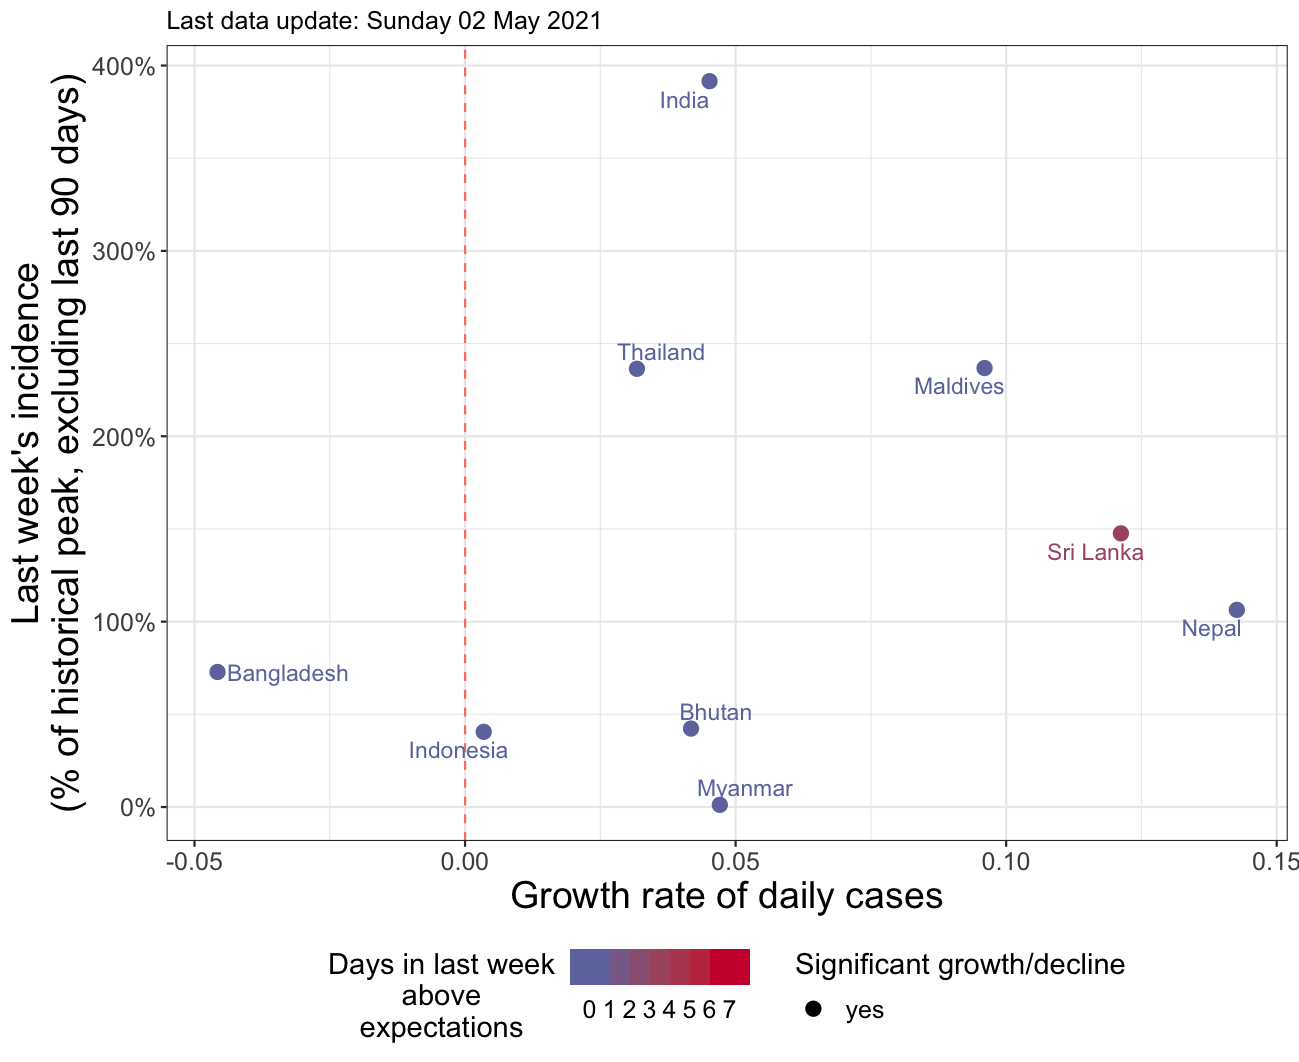 Last data update: Sunday 02 May 2021
Last week's incidence
(% of historical peak, excluding last 90 days)
400%
300%
200%
100%
0%
India
Thailand
Maldives
Sri Lanka
Nepal
Bangladesh
Bhutan
Indonesia
Myanmar
-0.05 0.00 0.05 0.10 0.15
Growth rate of daily cases
Days in last week
above
expectations
0 1 2 3 4 5 6 7
Significant growth/decline
yes